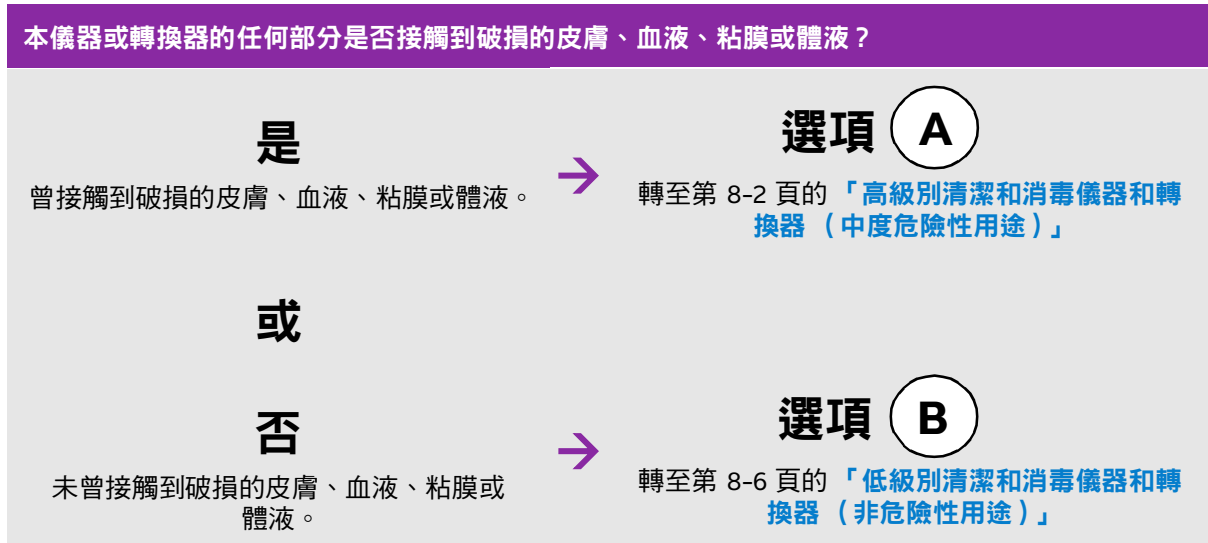 本儀器或轉換器的任何部分是否接觸到破損的皮膚、血液、粘膜或體液？
是
曾接觸到破損的皮膚、血液、粘膜或體液。
選項 A
轉至第 8-2 頁的 「高級別清潔和消毒儀器和轉
換器 （中度危險性用途）」
或
否
未曾接觸到破損的皮膚、血液、粘膜或
體液。
選項 B
轉至第 8-6 頁的 「低級別清潔和消毒儀器和轉
換器 （非危險性用途）」